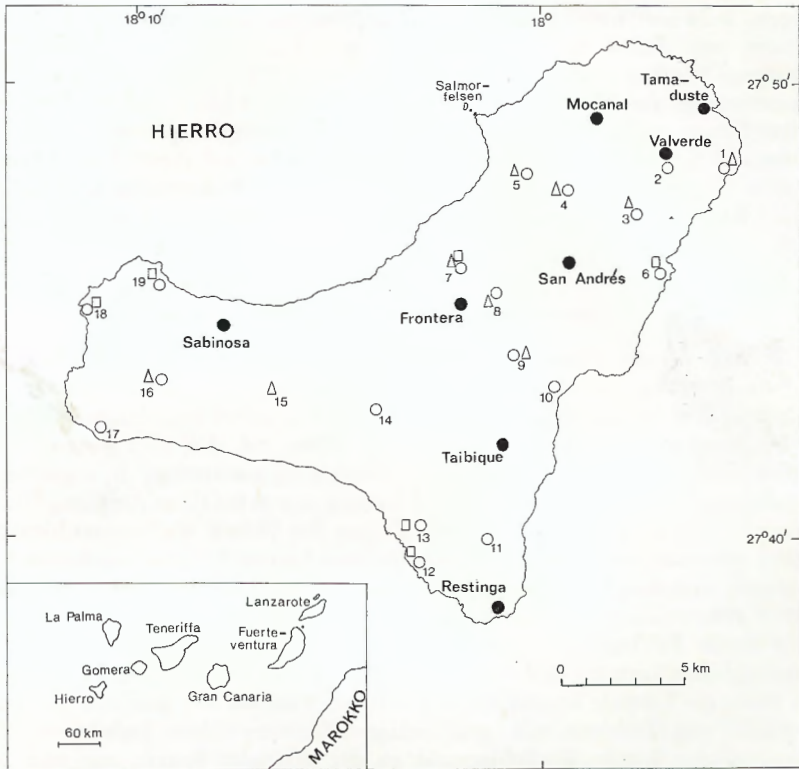 18° 10'
18°
27° 50'
HIERRO
Salmor-
felsen
Tama-
duste
Mocanal
Valverde
1
2
5
4
3
7
San Andrés
6
8
19
18
Frontera
Sabinosa
9
16
15
10
14
17
Taibique
13
11
12
27° 40'
Restinga
Lanzarote
La Palma
Teneriffa
Fuerte-
ventura
Gomera
Hierro
Gran Canaria
MAROKKO
60 km
0 5 km